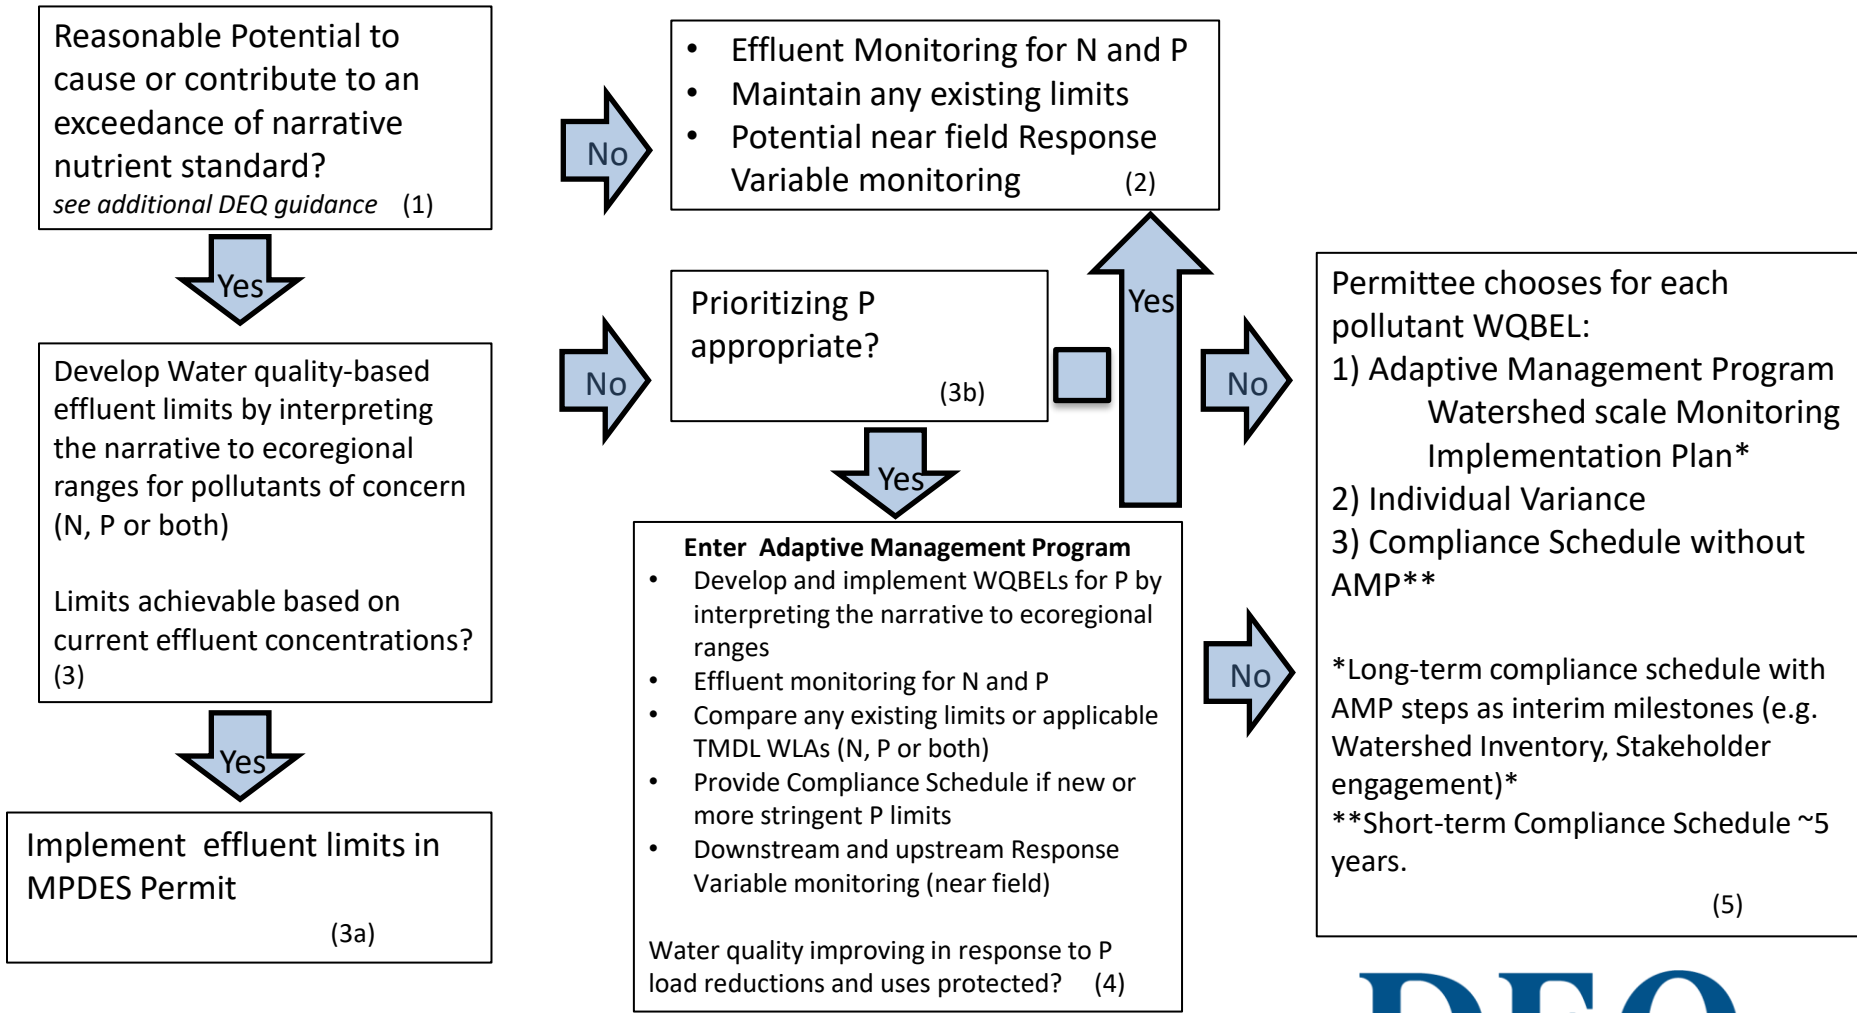 Reasonable Potential to
cause or contribute to an
exceedance of narrative
nutrient standard?
see additional DEQ guidance (1)
No
• Effluent Monitoring for N and P
• Maintain any existing limits
• Potential near field Response
Variable monitoring (2)
Yes
Develop Water quality-based
effluent limits by interpreting
the narrative to ecoregional
ranges for pollutants of concern
(N, P or both)
Limits achievable based on
current effluent concentrations?
(3)
No
Prioritizing P
appropriate?
(3b)
Yes
No
Yes
Enter Adaptive Management Program
• Develop and implement WQBELs for P by
interpreting the narrative to ecoregional
ranges
• Effluent monitoring for N and P
• Compare any existing limits or applicable
TMDL WLAs (N, P or both)
• Provide Compliance Schedule if new or
more stringent P limits
• Downstream and upstream Response
Variable monitoring (near field)
Water quality improving in response to P
load reductions and uses protected? (4)
No
Permittee chooses for each
pollutant WQBEL:
1) Adaptive Management Program
Watershed scale Monitoring
Implementation Plan*
2) Individual Variance
3) Compliance Schedule without
AMP**
*Long-term compliance schedule with
AMP steps as interim milestones (e.g.
Watershed Inventory, Stakeholder
engagement)*
**Short-term Compliance Schedule ~5
years.
(5)
Yes
Implement effluent limits in
MPDES Permit
(3a)
DEQ